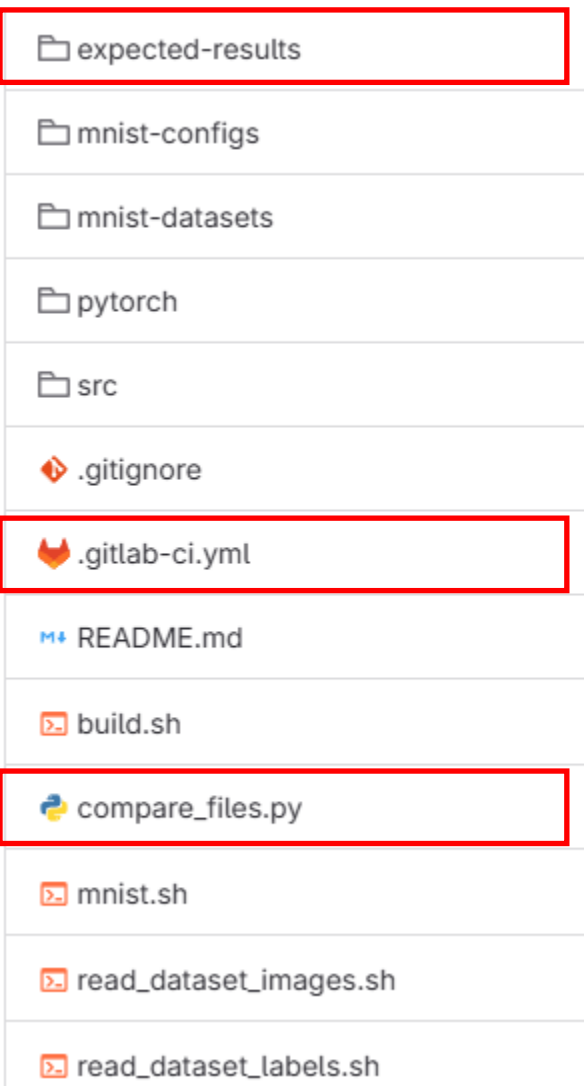 expected-results
mnist-configs
mnist-datasets
pytorch
src
.gitignore
.gitlab-ci.yml
README.md
build.sh
compare_files.py
mnist.sh
read_dataset_images.sh
read_dataset_labels.sh